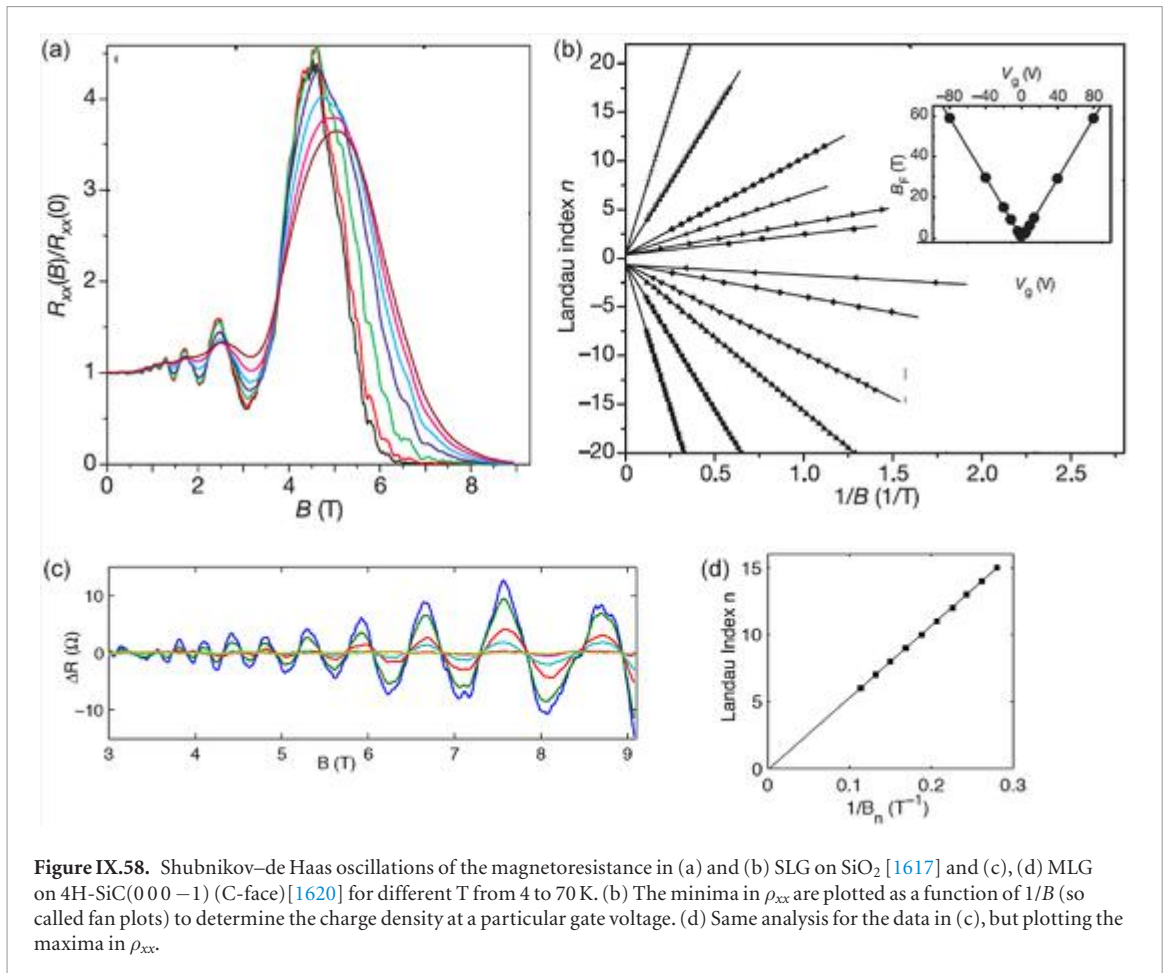 (a)
4
3
2
1
0
R_xx(B)/R_xx(0)
0 2 4 6 8
B (T)
(b)
20
15
10
5
0
−5
−10
−15
−20
Landau index n
0 0.5 1.0 1.5 2.0 2.5
1/B (1/T)
V_g (V)
−80 −40 0 40 80
60
40
20
0
B_F (T)
V_g (V)
(c)
10
0
−10
ΔR (Ω)
3 4 5 6 7 8 9
B (T)
(d)
15
10
5
0
Landau Index n
0 0.1 0.2 0.3
1/B_n (T⁻¹)
Figure IX.58. Shubnikov–de Haas oscillations of the magnetoresistance in (a) and (b) SLG on SiO₂ [1617] and (c), (d) MLG
on 4H-SiC(0 0 0 −1) (C-face)[1620] for different T from 4 to 70 K. (b) The minima in ρ_xx are plotted as a function of 1/B (so
called fan plots) to determine the charge density at a particular gate voltage. (d) Same analysis for the data in (c), but plotting the
maxima in ρ_xx.